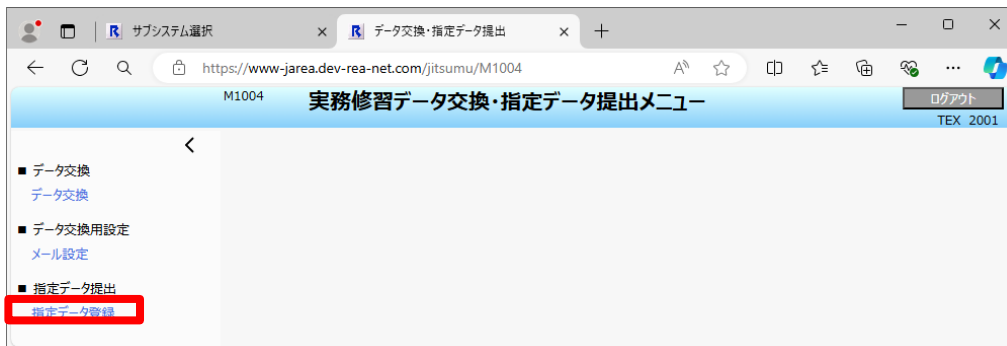 サブシステム選択
データ交換・指定データ提出
https://www-jarea.dev-rea-net.com/jitsumu/M1004
M1004
実務修習データ交換・指定データ提出メニュー
ログアウト
TEX 2001
■ データ交換
データ交換
■ データ交換用設定
メール設定
■ 指定データ提出
指定データ登録